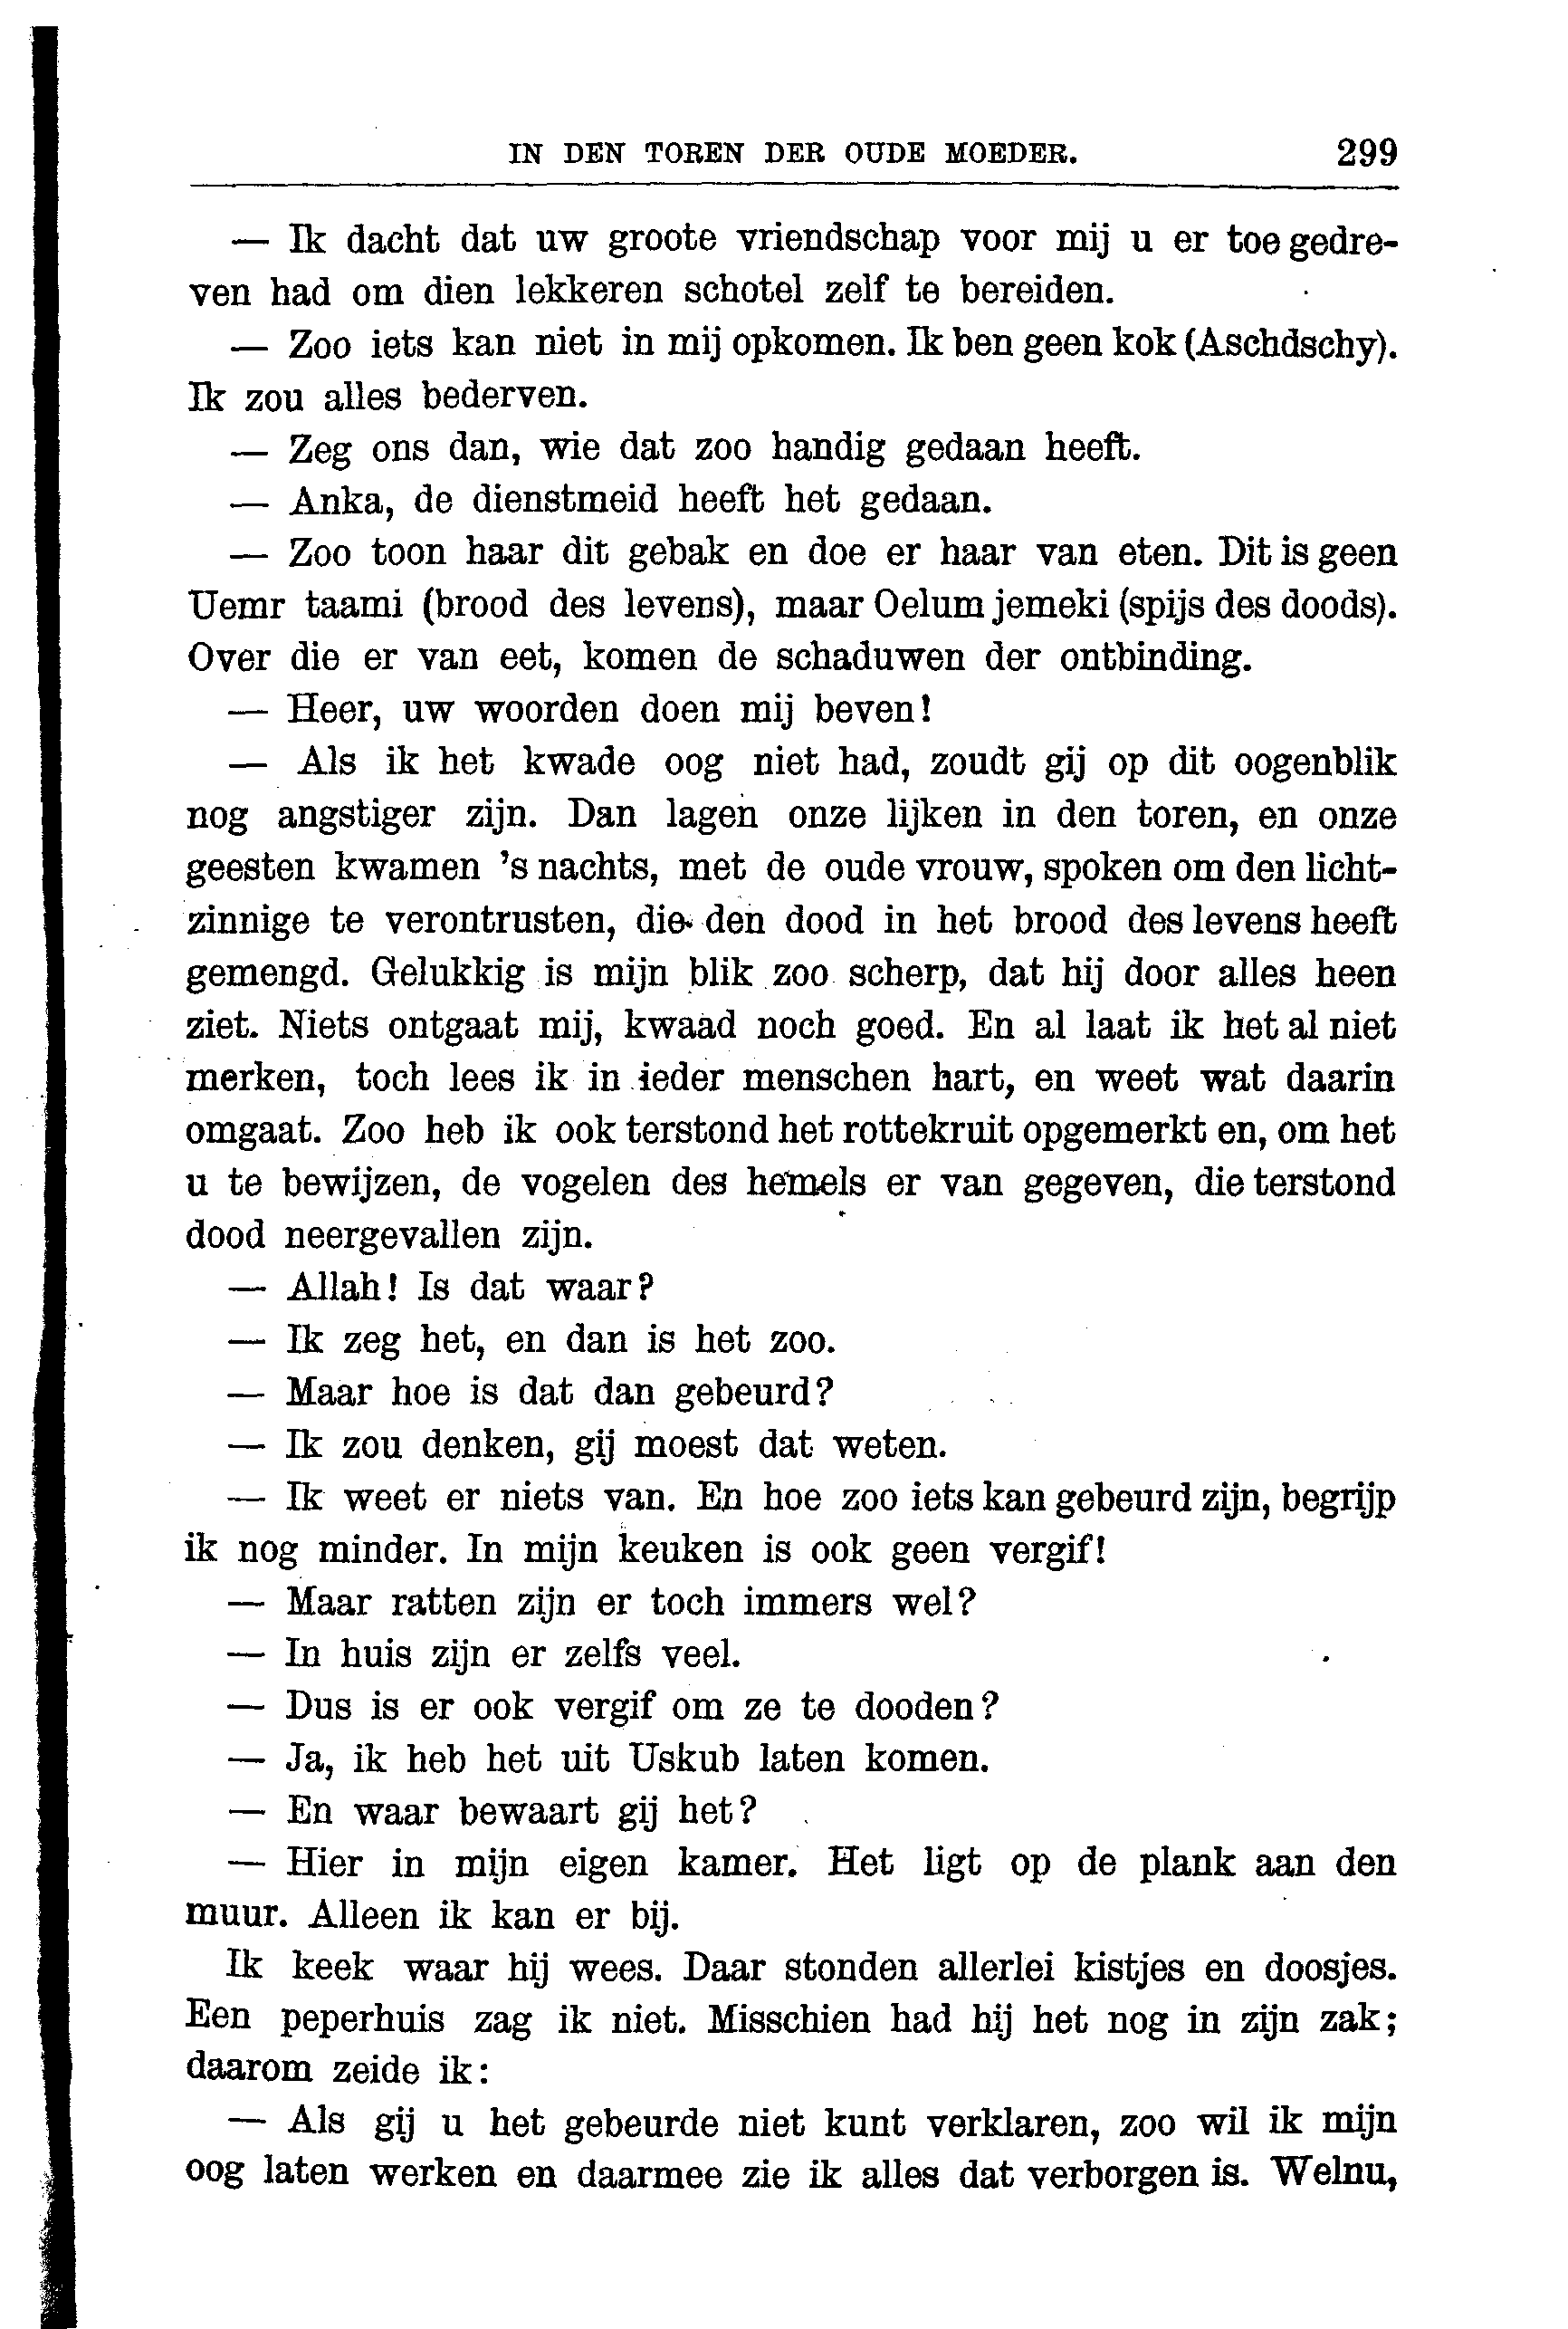 IN DEN TOREN DER OUDE MOEDER. 299
— Ik dacht dat uw groote vriendschap voor mij u er toe gedre-
ven had om dien lekkeren schotel zelf te bereiden.
— Zoo iets kan niet in mij opkomen. Ik ben geen kok (Aschdschy).
Ik zou alles bederven.
— Zeg ons dan, wie dat zoo handig gedaan heeft.
— Anka, de dienstmeid heeft het gedaan.
— Zoo toon haar dit gebak en doe er haar van eten. Dit is geen
Uemr taami (brood des levens), maar Oelum jemeki (spijs des doods).
Over die er van eet, komen de schaduwen der ontbinding.
— Heer, uw woorden doen mij beven!
— Als ik het kwade oog niet had, zoudt gij op dit oogenblik
nog angstiger zijn. Dan lagen onze lijken in den toren, en onze
geesten kwamen 's nachts, met de oude vrouw, spoken om den licht-
zinnige te verontrusten, die den dood in het brood des levens heeft
gemengd. Gelukkig is mijn blik zoo scherp, dat hij door alles heen
ziet. Niets ontgaat mij, kwaad noch goed. En al laat ik het al niet
merken, toch lees ik in ieder menschen hart, en weet wat daarin
omgaat. Zoo heb ik ook terstond het rottekruit opgemerkt en, om het
u te bewijzen, de vogelen des hemels er van gegeven, die terstond
dood neergevallen zijn.
— Allah! Is dat waar?
— Ik zeg het, en dan is het zoo.
— Maar hoe is dat dan gebeurd?
— Ik zou denken, gij moest dat weten.
— Ik weet er niets van. En hoe zoo iets kan gebeurd zijn, begrijp
ik nog minder. In mijn keuken is ook geen vergif!
— Maar ratten zijn er toch immers wel?
— In huis zijn er zelfs veel.
— Dus is er ook vergif om ze te dooden?
— Ja, ik heb het uit Uskub laten komen.
— En waar bewaart gij het?
— Hier in mijn eigen kamer. Het ligt op de plank aan den
muur. Alleen ik kan er bij.
Ik keek waar hij wees. Daar stonden allerlei kistjes en doosjes.
Een peperhuis zag ik niet. Misschien had hij het nog in zijn zak;
daarom zeide ik:
— Als gij u het gebeurde niet kunt verklaren, zoo wil ik mijn
oog laten werken en daarmee zie ik alles dat verborgen is. Welnu,